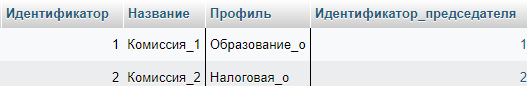 Идентификатор Название Профиль Идентификатор_председателя
1 Комиссия_1 Образование_о 1
2 Комиссия_2 Налоговая_о 2